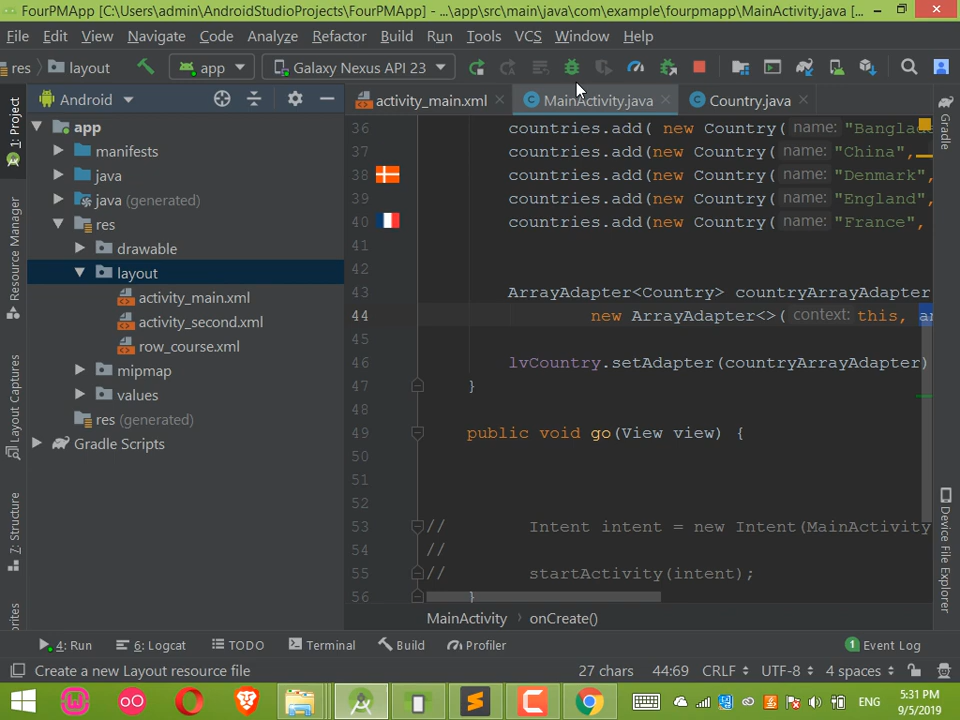 FourPMApp [C:\Users\admin\AndroidStudioProjects\FourPMApp] - ...\app\src\main\java\com\example\fourpmapp\MainActivity.java [...
File Edit View Navigate Code Analyze Refactor Build Run Tools VCS Window Help
res layout app Galaxy Nexus API 23
Android
activity_main.xml MainActivity.java Country.java
1: Project
Resource Manager
Layout Captures
7: Structure
Gradle
Device File Explorer
app
manifests
java
java (generated)
res
drawable
layout
activity_main.xml
activity_second.xml
row_course.xml
mipmap
values
res (generated)
Gradle Scripts
36 countries.add( new Country( name: "Banglade
37 countries.add(new Country( name: "China",
38 countries.add(new Country( name: "Denmark",
39 countries.add(new Country( name: "England",
40 countries.add(new Country( name: "France",
41
42
43 ArrayAdapter<Country> countryArrayAdapter
44 new ArrayAdapter<>( context: this, an
45
46 lvCountry.setAdapter(countryArrayAdapter)
47 }
48
49 public void go(View view) {
50
51
52
53 // Intent intent = new Intent(MainActivity
54 //
55 // startActivity(intent);
56 }
MainActivity onCreate()
4: Run 6: Logcat TODO Terminal Build Profiler 1 Event Log
Create a new Layout resource file 27 chars 44:69 CRLF UTF-8 4 spaces
ENG
5:31 PM
9/5/2019